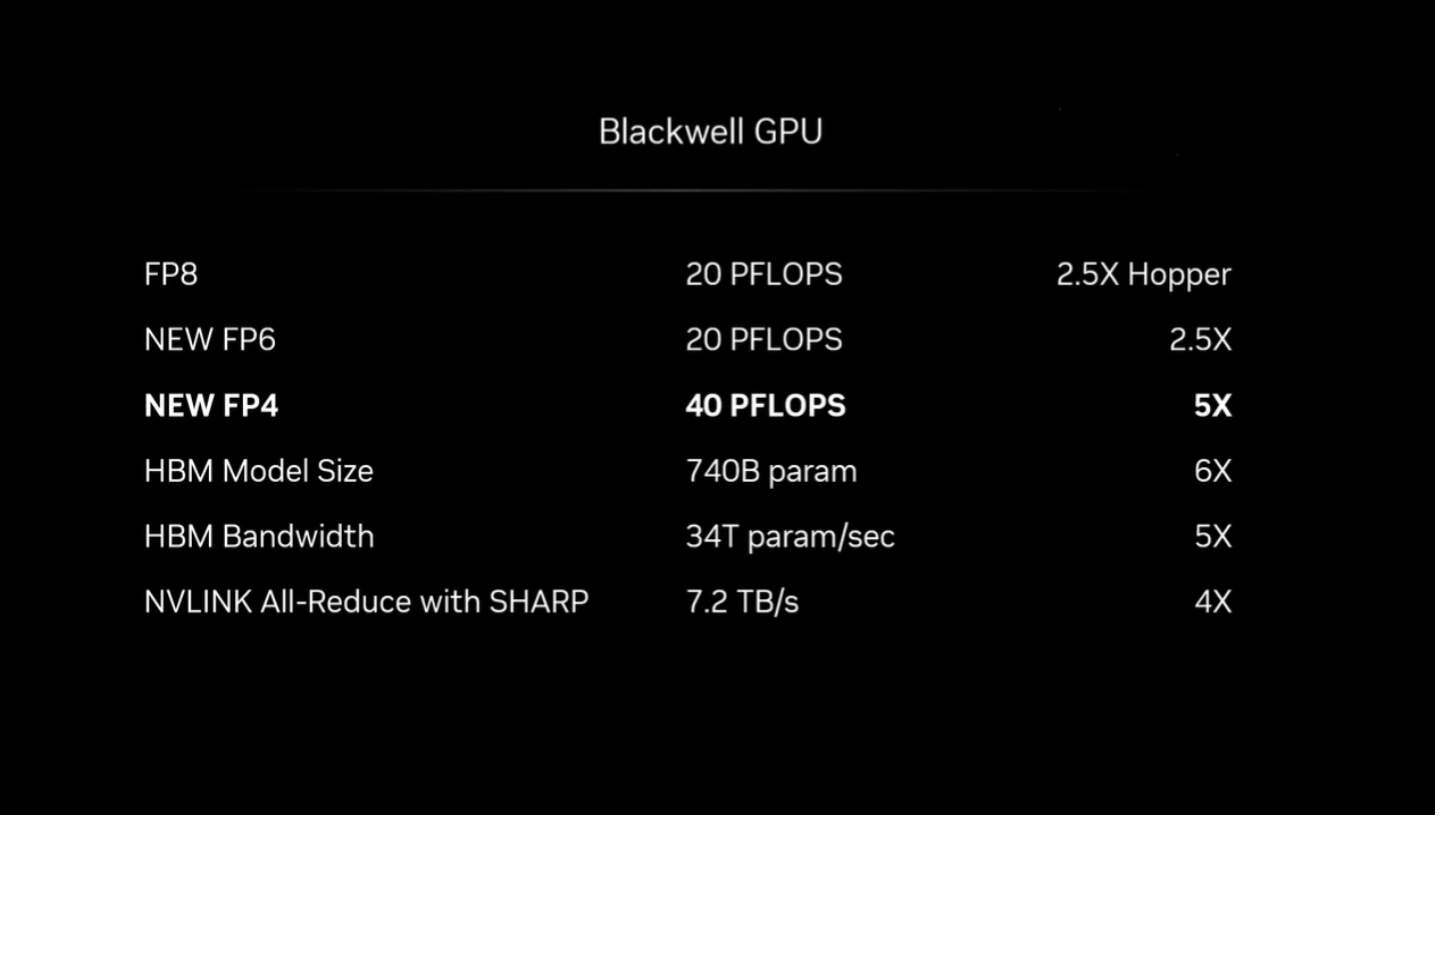 Blackwell GPU
FP8 20 PFLOPS 2.5X Hopper
NEW FP6 20 PFLOPS 2.5X
NEW FP4 40 PFLOPS 5X
HBM Model Size 740B param 6X
HBM Bandwidth 34T param/sec 5X
NVLINK All-Reduce with SHARP 7.2 TB/s 4X